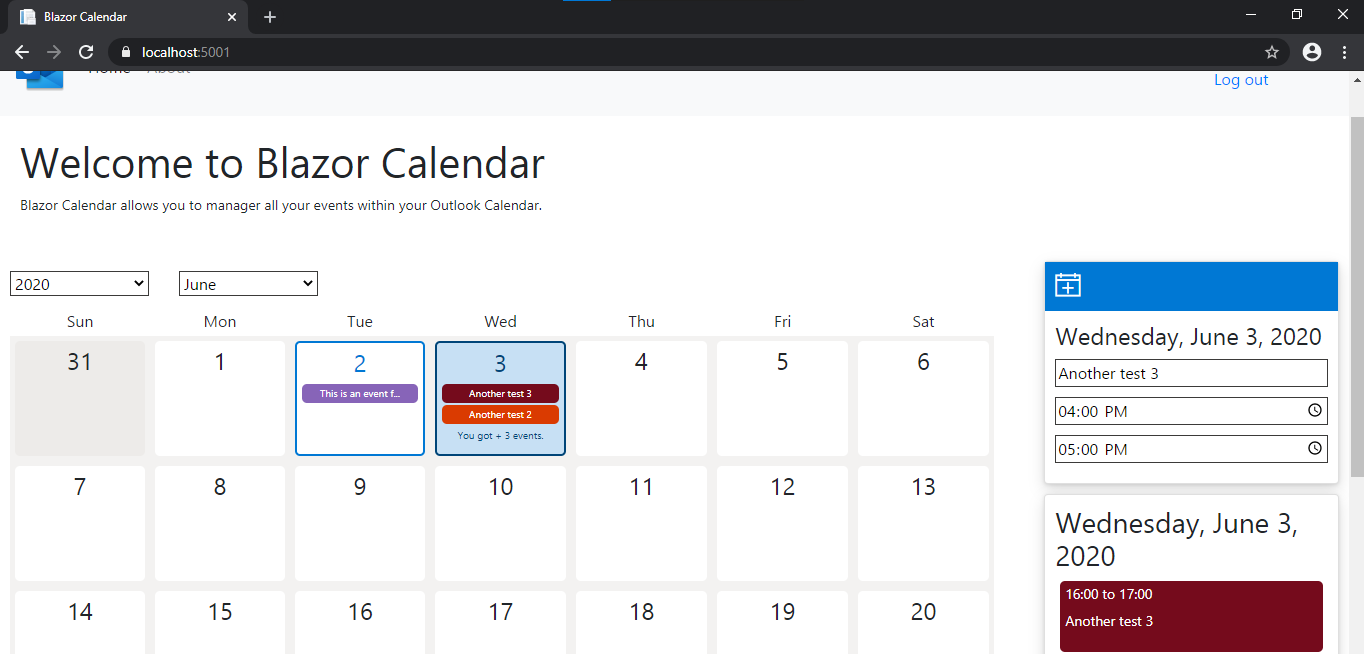 Blazor Calendar
localhost:5001
Home About
Log out
Welcome to Blazor Calendar
Blazor Calendar allows you to manager all your events within your Outlook Calendar.
2020 June
Sun Mon Tue Wed Thu Fri Sat
31 1 2 3 4 5 6
This is an event f...
Another test 3
Another test 2
You got + 3 events.
7 8 9 10 11 12 13
14 15 16 17 18 19 20
Wednesday, June 3, 2020
Another test 3
04:00 PM
05:00 PM
Wednesday, June 3,
2020
16:00 to 17:00
Another test 3